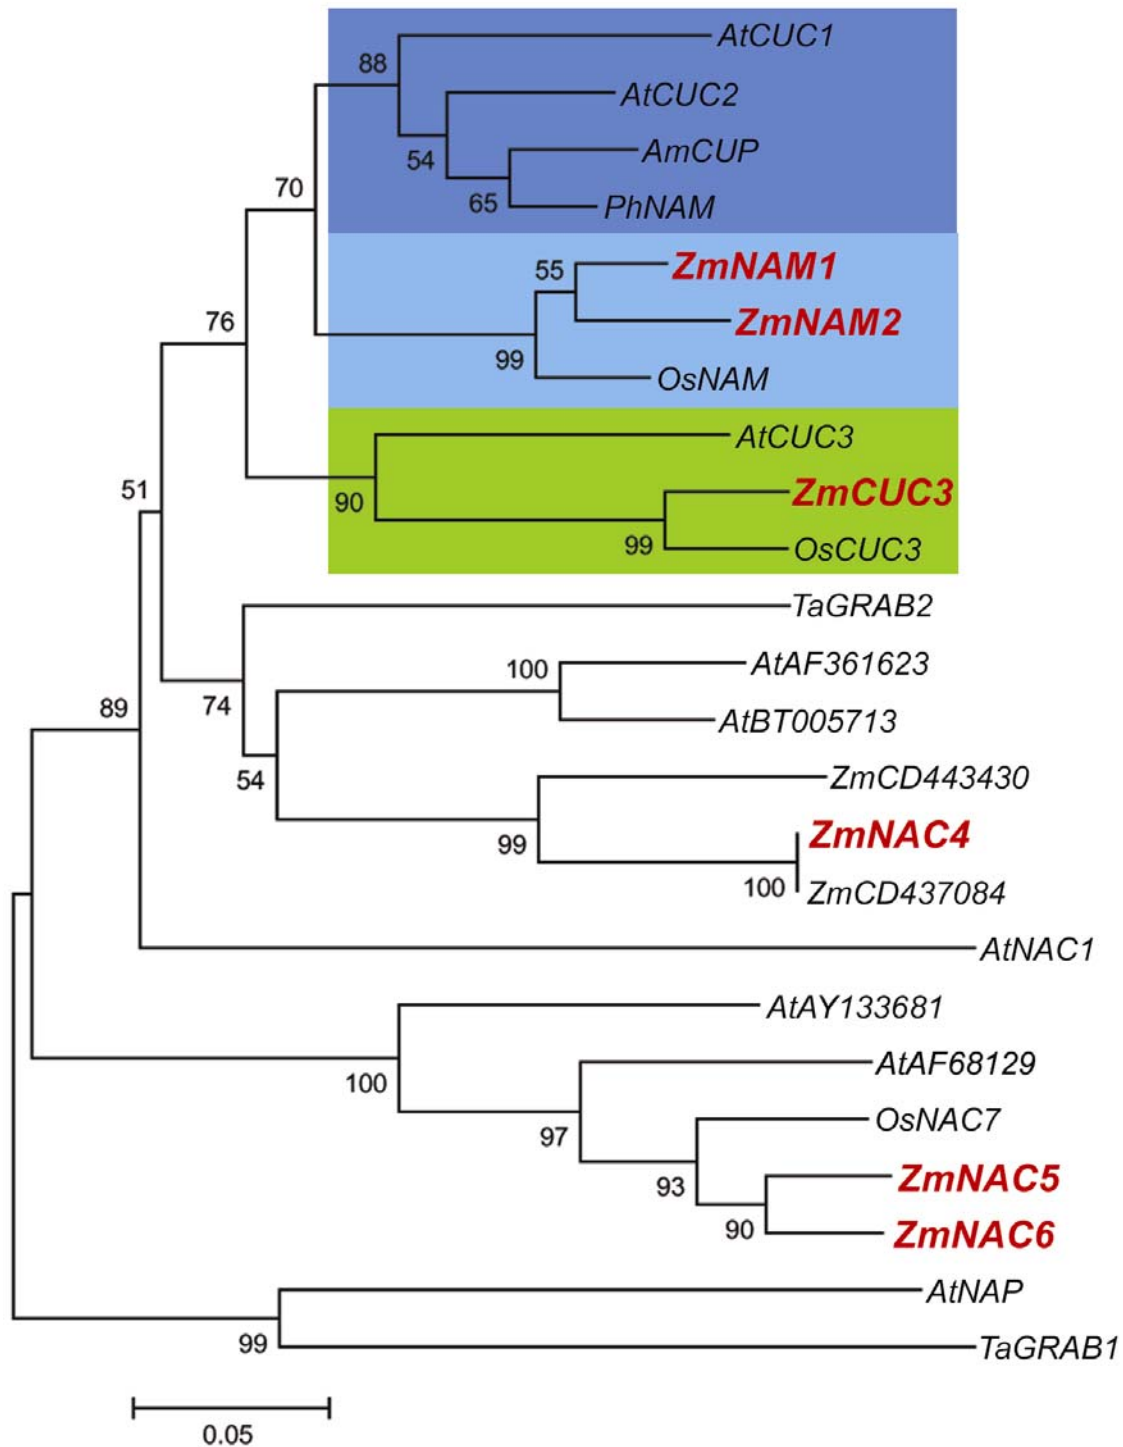 AtCUC1
88
AtCUC2
AmCUP
54
65
PhNAM
70
ZmNAM1
55
ZmNAM2
76
99
OsNAM
AtCUC3
51
90
ZmCUC3
99
OsCUC3
TaGRAB2
100
AtAF361623
89
74
AtBT005713
54
ZmCD443430
99
ZmNAC4
100
ZmCD437084
AtNAC1
AtAY133681
100
AtAF68129
97
OsNAC7
93
ZmNAC5
90
ZmNAC6
AtNAP
99
TaGRAB1
0.05